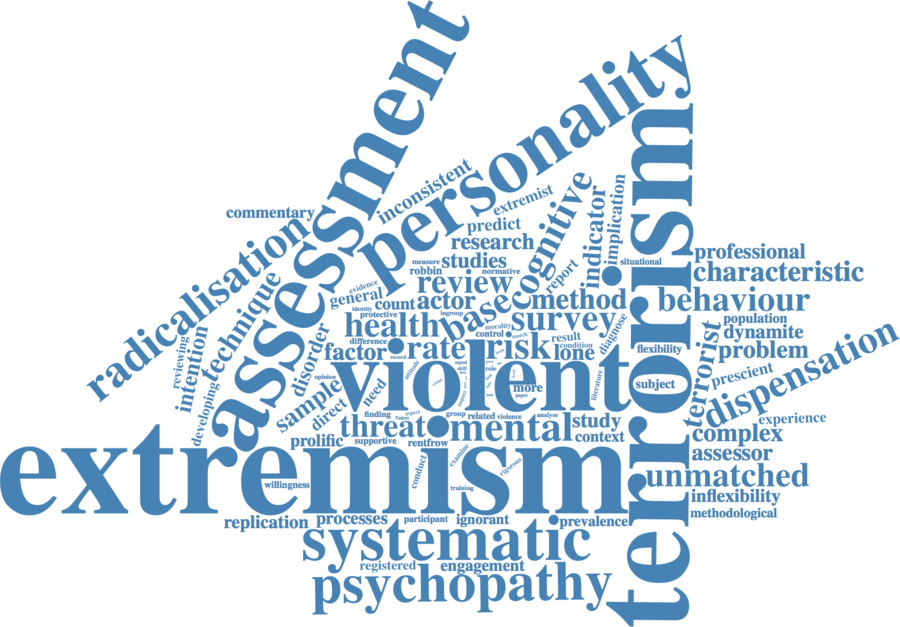 assessment
personality
terrorism
commentary
inconsistent
extremist
predict
cognitive
indicator
implication
radicalisation
research
measure
studies
situational
professional
robbin
normative
characteristic
evidence
review
report
general
count
actor
base
method
behaviour
identity
protective
ingroup
technique
health
morality
control
survey
population
dynamite
reviewing
intention
disorder
difference
factor
rate
risk
result
condition
lone
diagnose
flexibility
terrorist
problem
record
opinion
attitude
violent
role
more
paper
literature
subject
prescient
dispensation
developing
sample
direct
need
finding
aspect
group
related
violence
analyse
study
experience
threat
mental
context
complex
prolific
supportive
rentfrow
assessor
extremism
conduct
examine
rigorous
unmatched
willingness
training
inflexibility
methodological
replication
processes
participant
ignorant
prevalence
systematic
registered
engagement
psychopathy